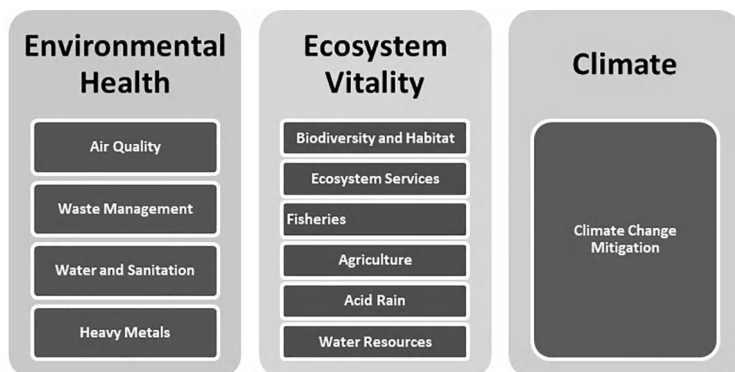 Environmental
Health
Air Quality
Waste Management
Water and Sanitation
Heavy Metals
Ecosystem
Vitality
Biodiversity and Habitat
Ecosystem Services
Fisheries
Agriculture
Acid Rain
Water Resources
Climate
Climate Change
Mitigation